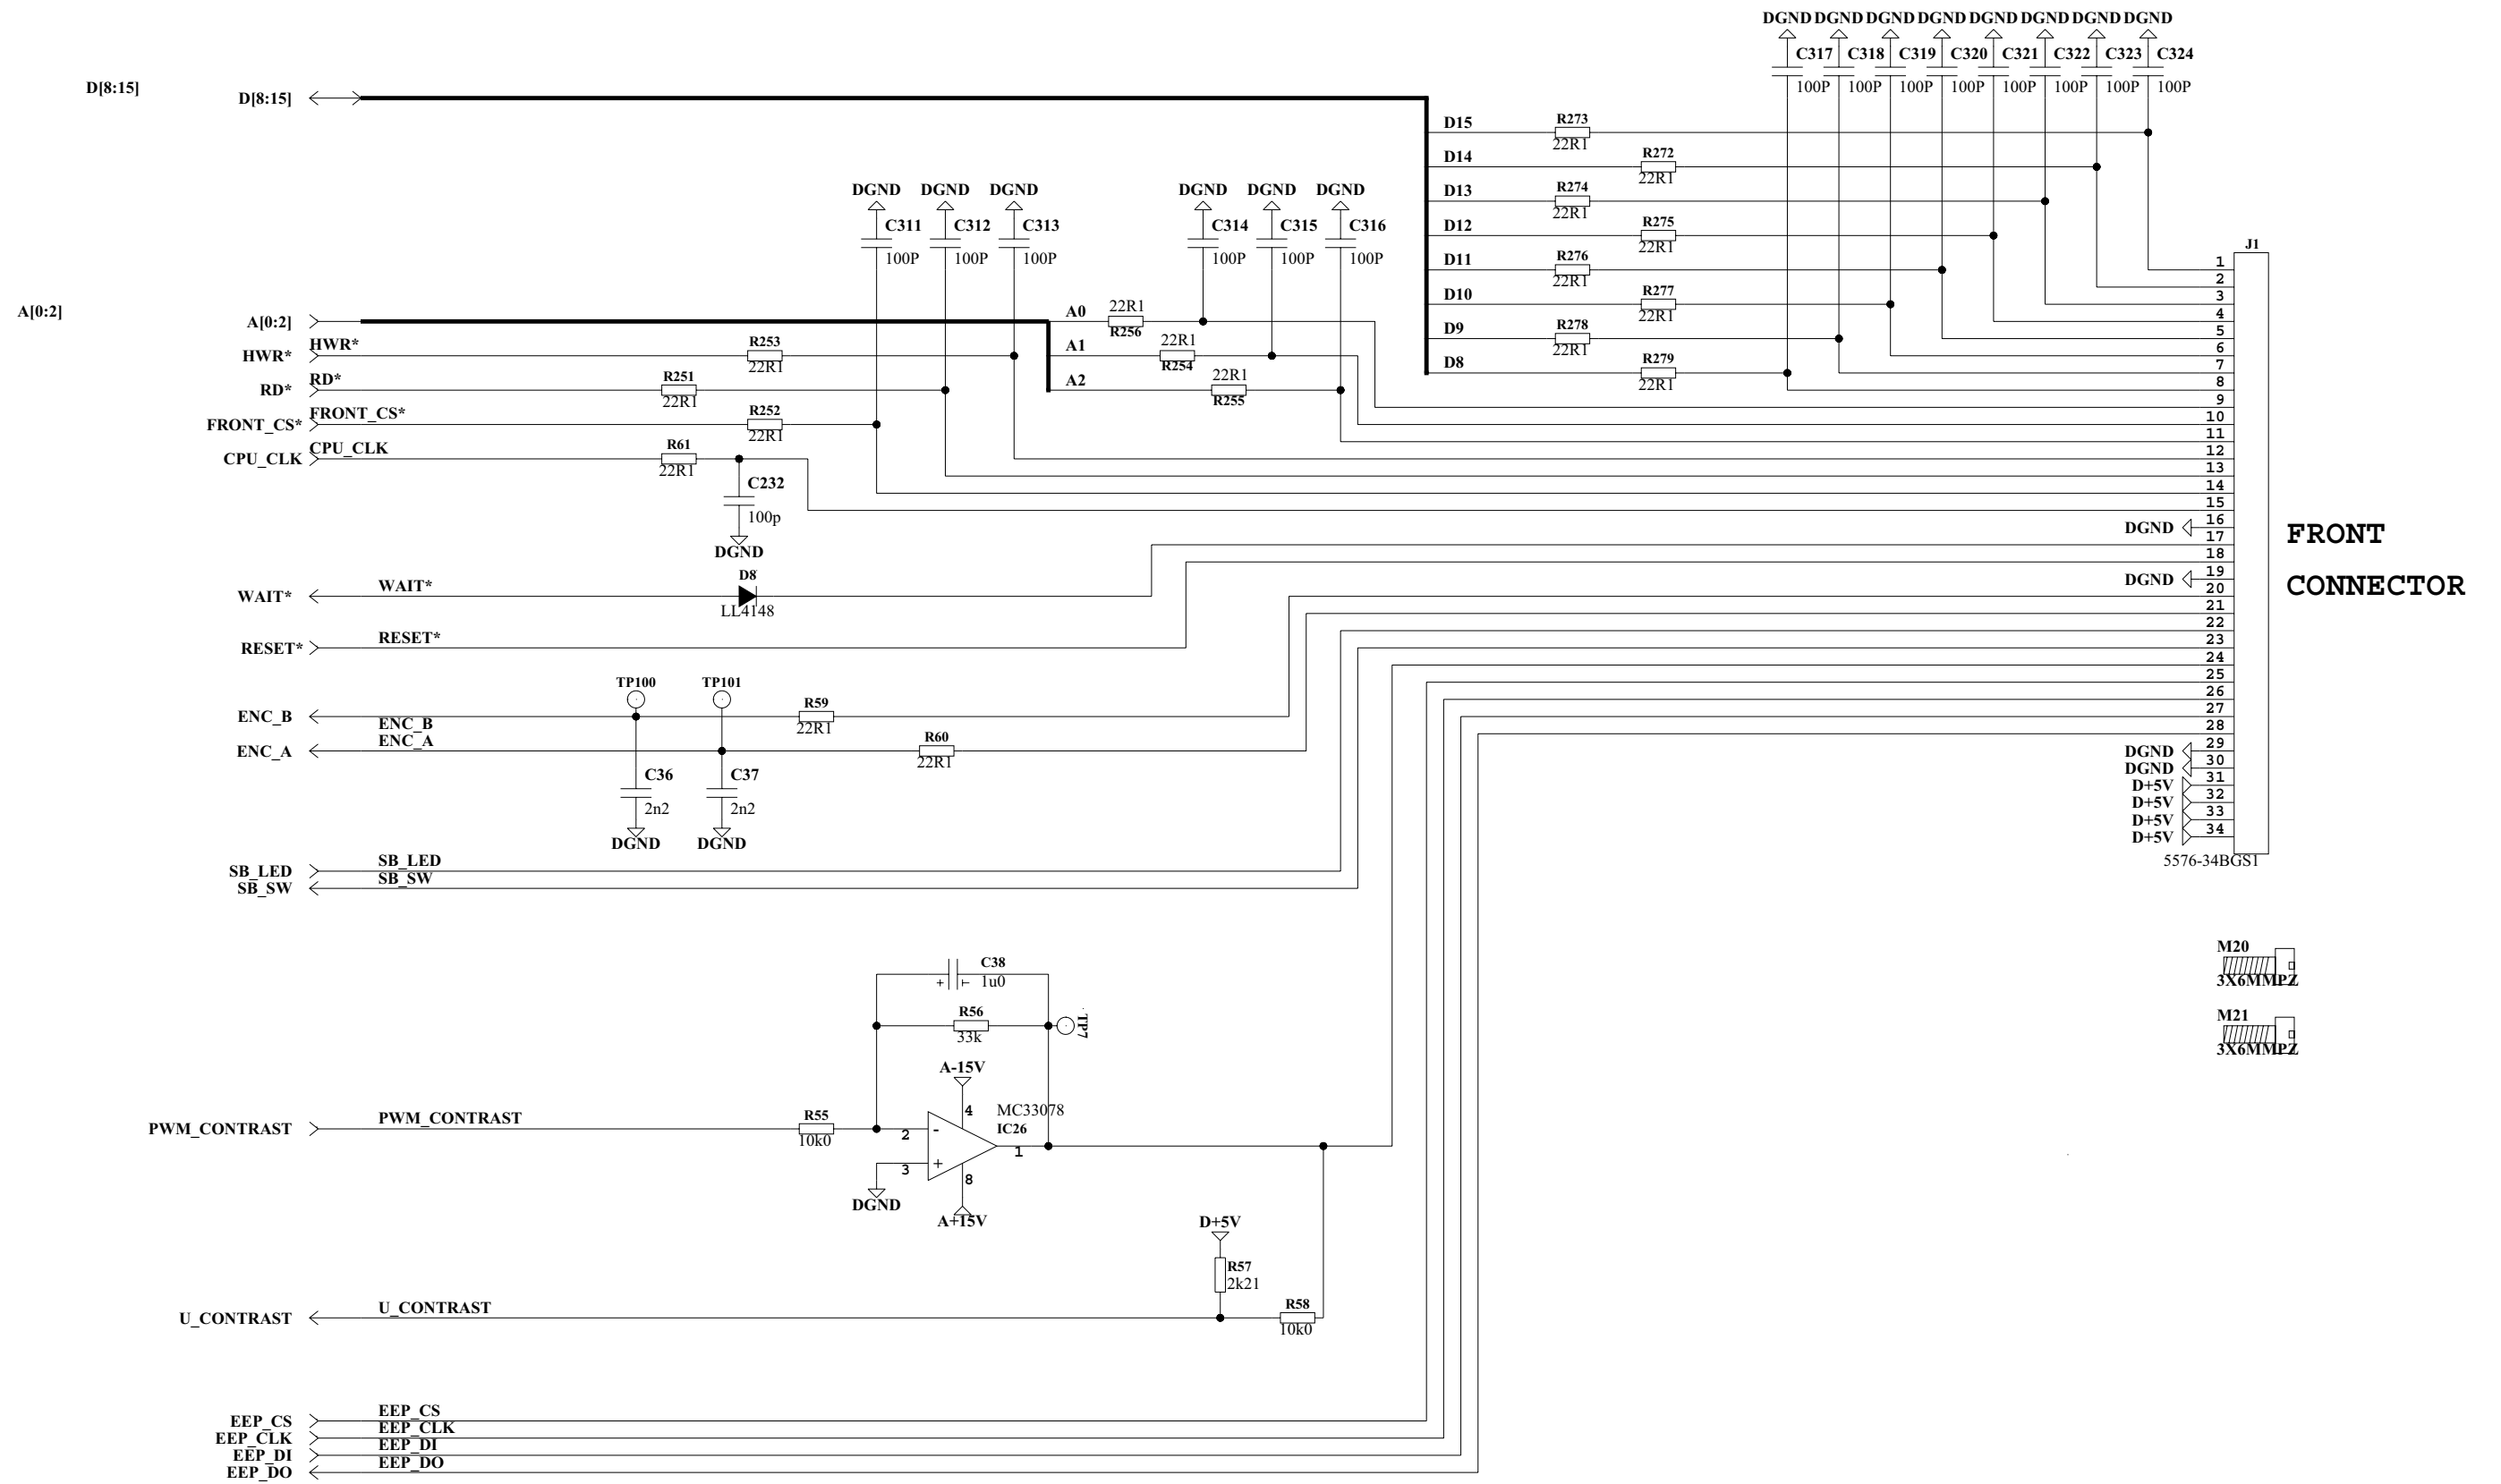 DGND DGND DGND DGND DGND DGND DGND DGND
C317 C318 C319 C320 C321 C322 C323 C324
100P 100P 100P 100P 100P 100P 100P 100P
D[8:15]
D[8:15]
D15 R273
22R1
D14 R272
22R1
D13 R274
22R1
D12 R275
22R1
D11 R276
22R1
D10 R277
22R1
D9 R278
22R1
D8 R279
22R1
DGND DGND DGND DGND DGND DGND
C311 C312 C313 C314 C315 C316
100P 100P 100P 100P 100P 100P
A[0:2]
A[0:2]
A0 22R1
R256
A1 22R1
R254
A2 22R1
R255
HWR* HWR* R253
22R1
RD* RD* R251
22R1
FRONT_CS* FRONT_CS* R252
22R1
CPU_CLK CPU_CLK R61
22R1
C232
100p
DGND
WAIT* WAIT* D8
LL4148
RESET* RESET*
TP100 TP101
ENC_B ENC_B R59
22R1
ENC_A ENC_A R60
22R1
C36 C37
2n2 2n2
DGND DGND
SB_LED SB_LED
SB_SW SB_SW
J1
1
2
3
4
5
6
7
8
9
10
11
12
13
14
15
DGND 16
17
18
DGND 19
20
21
22
23
24
25
26
27
28
DGND 29
DGND 30
D+5V 31
D+5V 32
D+5V 33
D+5V 34
5576-34BGS1
FRONT
CONNECTOR
M20
3X6MMPZ
M21
3X6MMPZ
C38
+ 1u0
R56
33k
TP7
A-15V
4 MC33078
IC26
PWM_CONTRAST PWM_CONTRAST R55
10k0
2 -
1
3 +
8
DGND
A+15V
D+5V
R57
2k21
U_CONTRAST U_CONTRAST R58
10k0
EEP_CS EEP_CS
EEP_CLK EEP_CLK
EEP_DI EEP_DI
EEP_DO EEP_DO